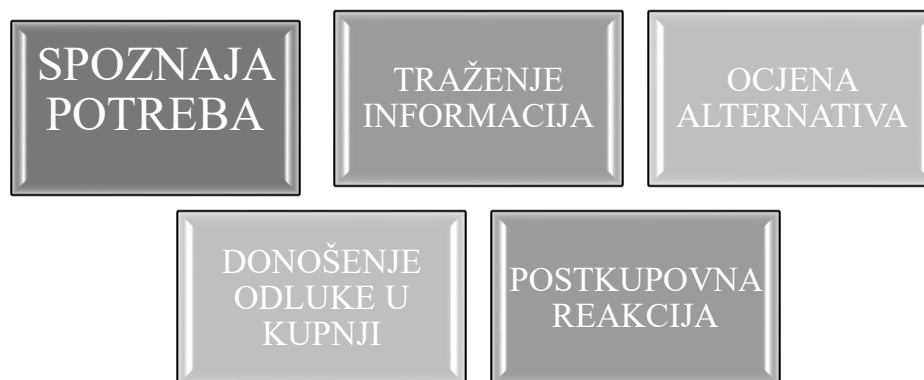 SPOZNAJA
POTREBA
TRAŽENJE
INFORMACIJA
OCJENA
ALTERNATIVA
DONOŠENJE
ODLUKE U
KUPNJI
POSTKUPOVNA
REAKCIJA